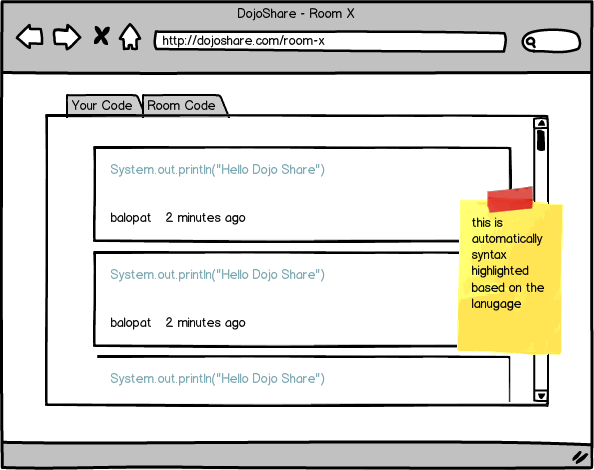 DojoShare - Room X
http://dojoshare.com/room-x
Your Code
Room Code
System.out.println("Hello Dojo Share")
balopat 2 minutes ago
System.out.println("Hello Dojo Share")
balopat 2 minutes ago
System.out.println("Hello Dojo Share")
this is
automatically
syntax
highlighted
based on the
lanugage